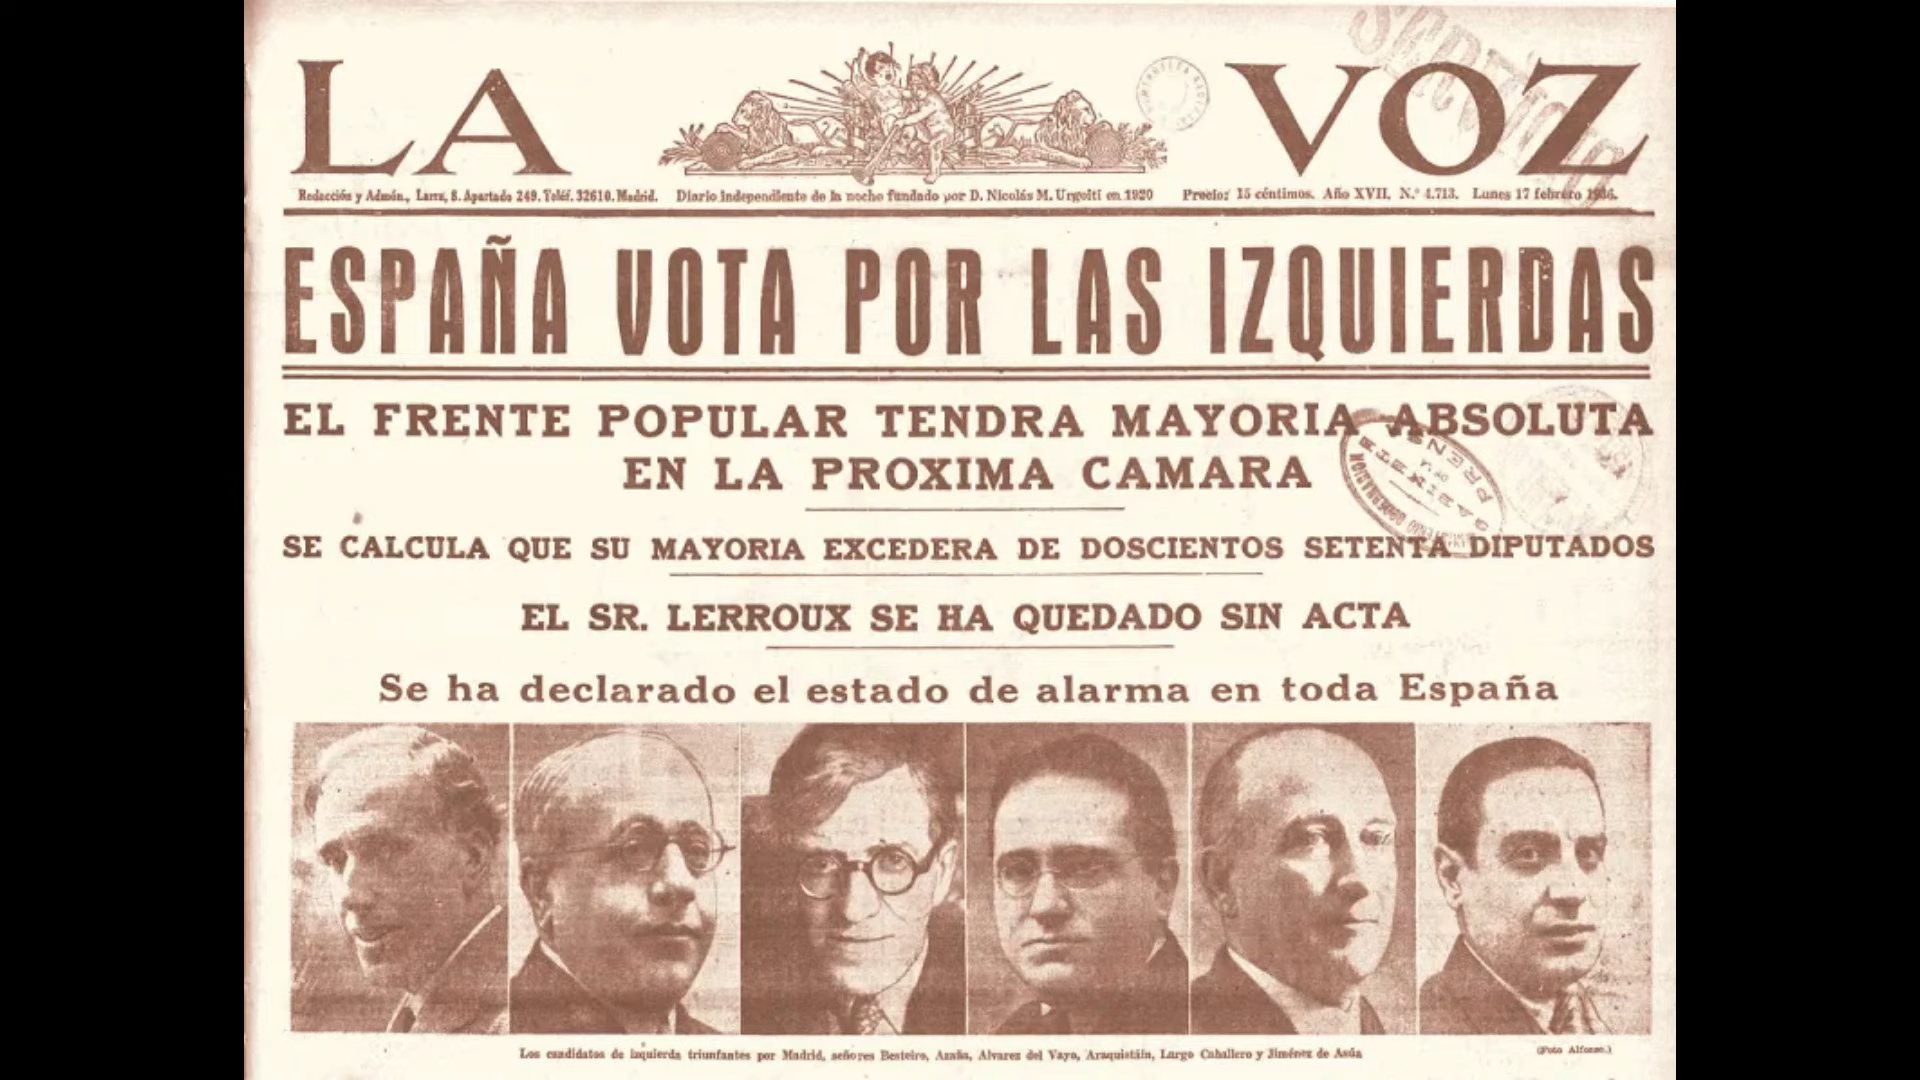 LA VOZ
Redacción y Admón., Larra, 8. Apartado 249. Teléf. 32610. Madrid. Diario independiente de la noche fundado por D. Nicolás M. Urgoiti en 1920 Precio: 15 céntimos. Año XVII. N.º 4.713. Lunes 17 febrero 1936.
ESPAÑA VOTA POR LAS IZQUIERDAS
EL FRENTE POPULAR TENDRA MAYORIA ABSOLUTA
EN LA PROXIMA CAMARA
SE CALCULA QUE SU MAYORIA EXCEDERA DE DOSCIENTOS SETENTA DIPUTADOS
EL SR. LERROUX SE HA QUEDADO SIN ACTA
Se ha declarado el estado de alarma en toda España
Los candidatos de izquierda triunfantes por Madrid, señores Besteiro, Azaña, Alvarez del Vayo, Araquistáin, Largo Caballero y Jiménez de Asúa
(Foto Alfonso.)